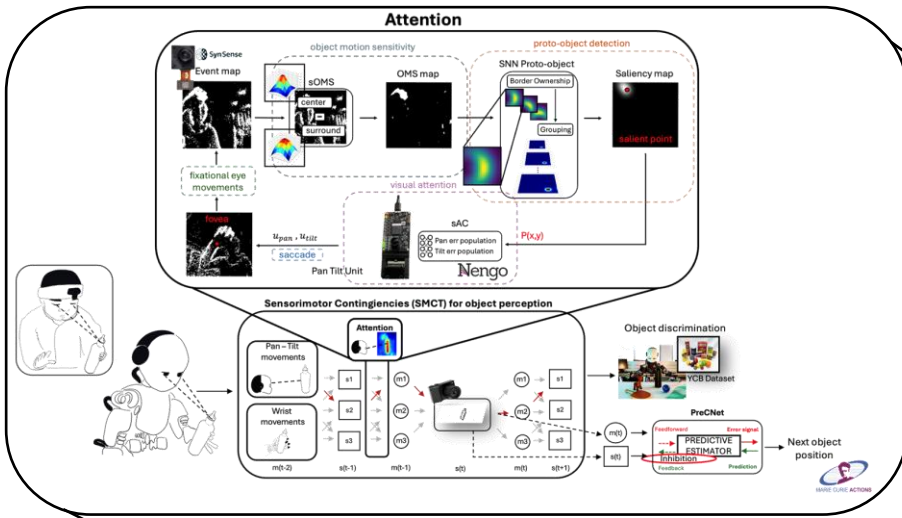 Attention
SynSense
Event map
object motion sensitivity
sOMS
center
surround
OMS map
proto-object detection
SNN Proto-object
Border Ownership
Grouping
Saliency map
salient point
fixational eye
movements
fovea
u_pan , u_tilt
saccade
visual attention
Pan Tilt Unit
sAC
Pan err population
Tilt err population
Nengo
P(x,y)
Sensorimotor Contingencies (SMCT) for object perception
Attention
Pan – Tilt
movements
Wrist
movements
s1
s2
s3
m1
m2
m3
m1
m2
m3
s1
s2
s3
m(t-2)
s(t-1)
m(t-1)
s(t)
m(t)
s(t+1)
Object discrimination
YCB Dataset
m(t)
s(t)
PreCNet
Feedforward
Error signal
PREDICTIVE
ESTIMATOR
Inhibition
Feedback
Prediction
Next object
position
MARIE CURIE ACTIONS